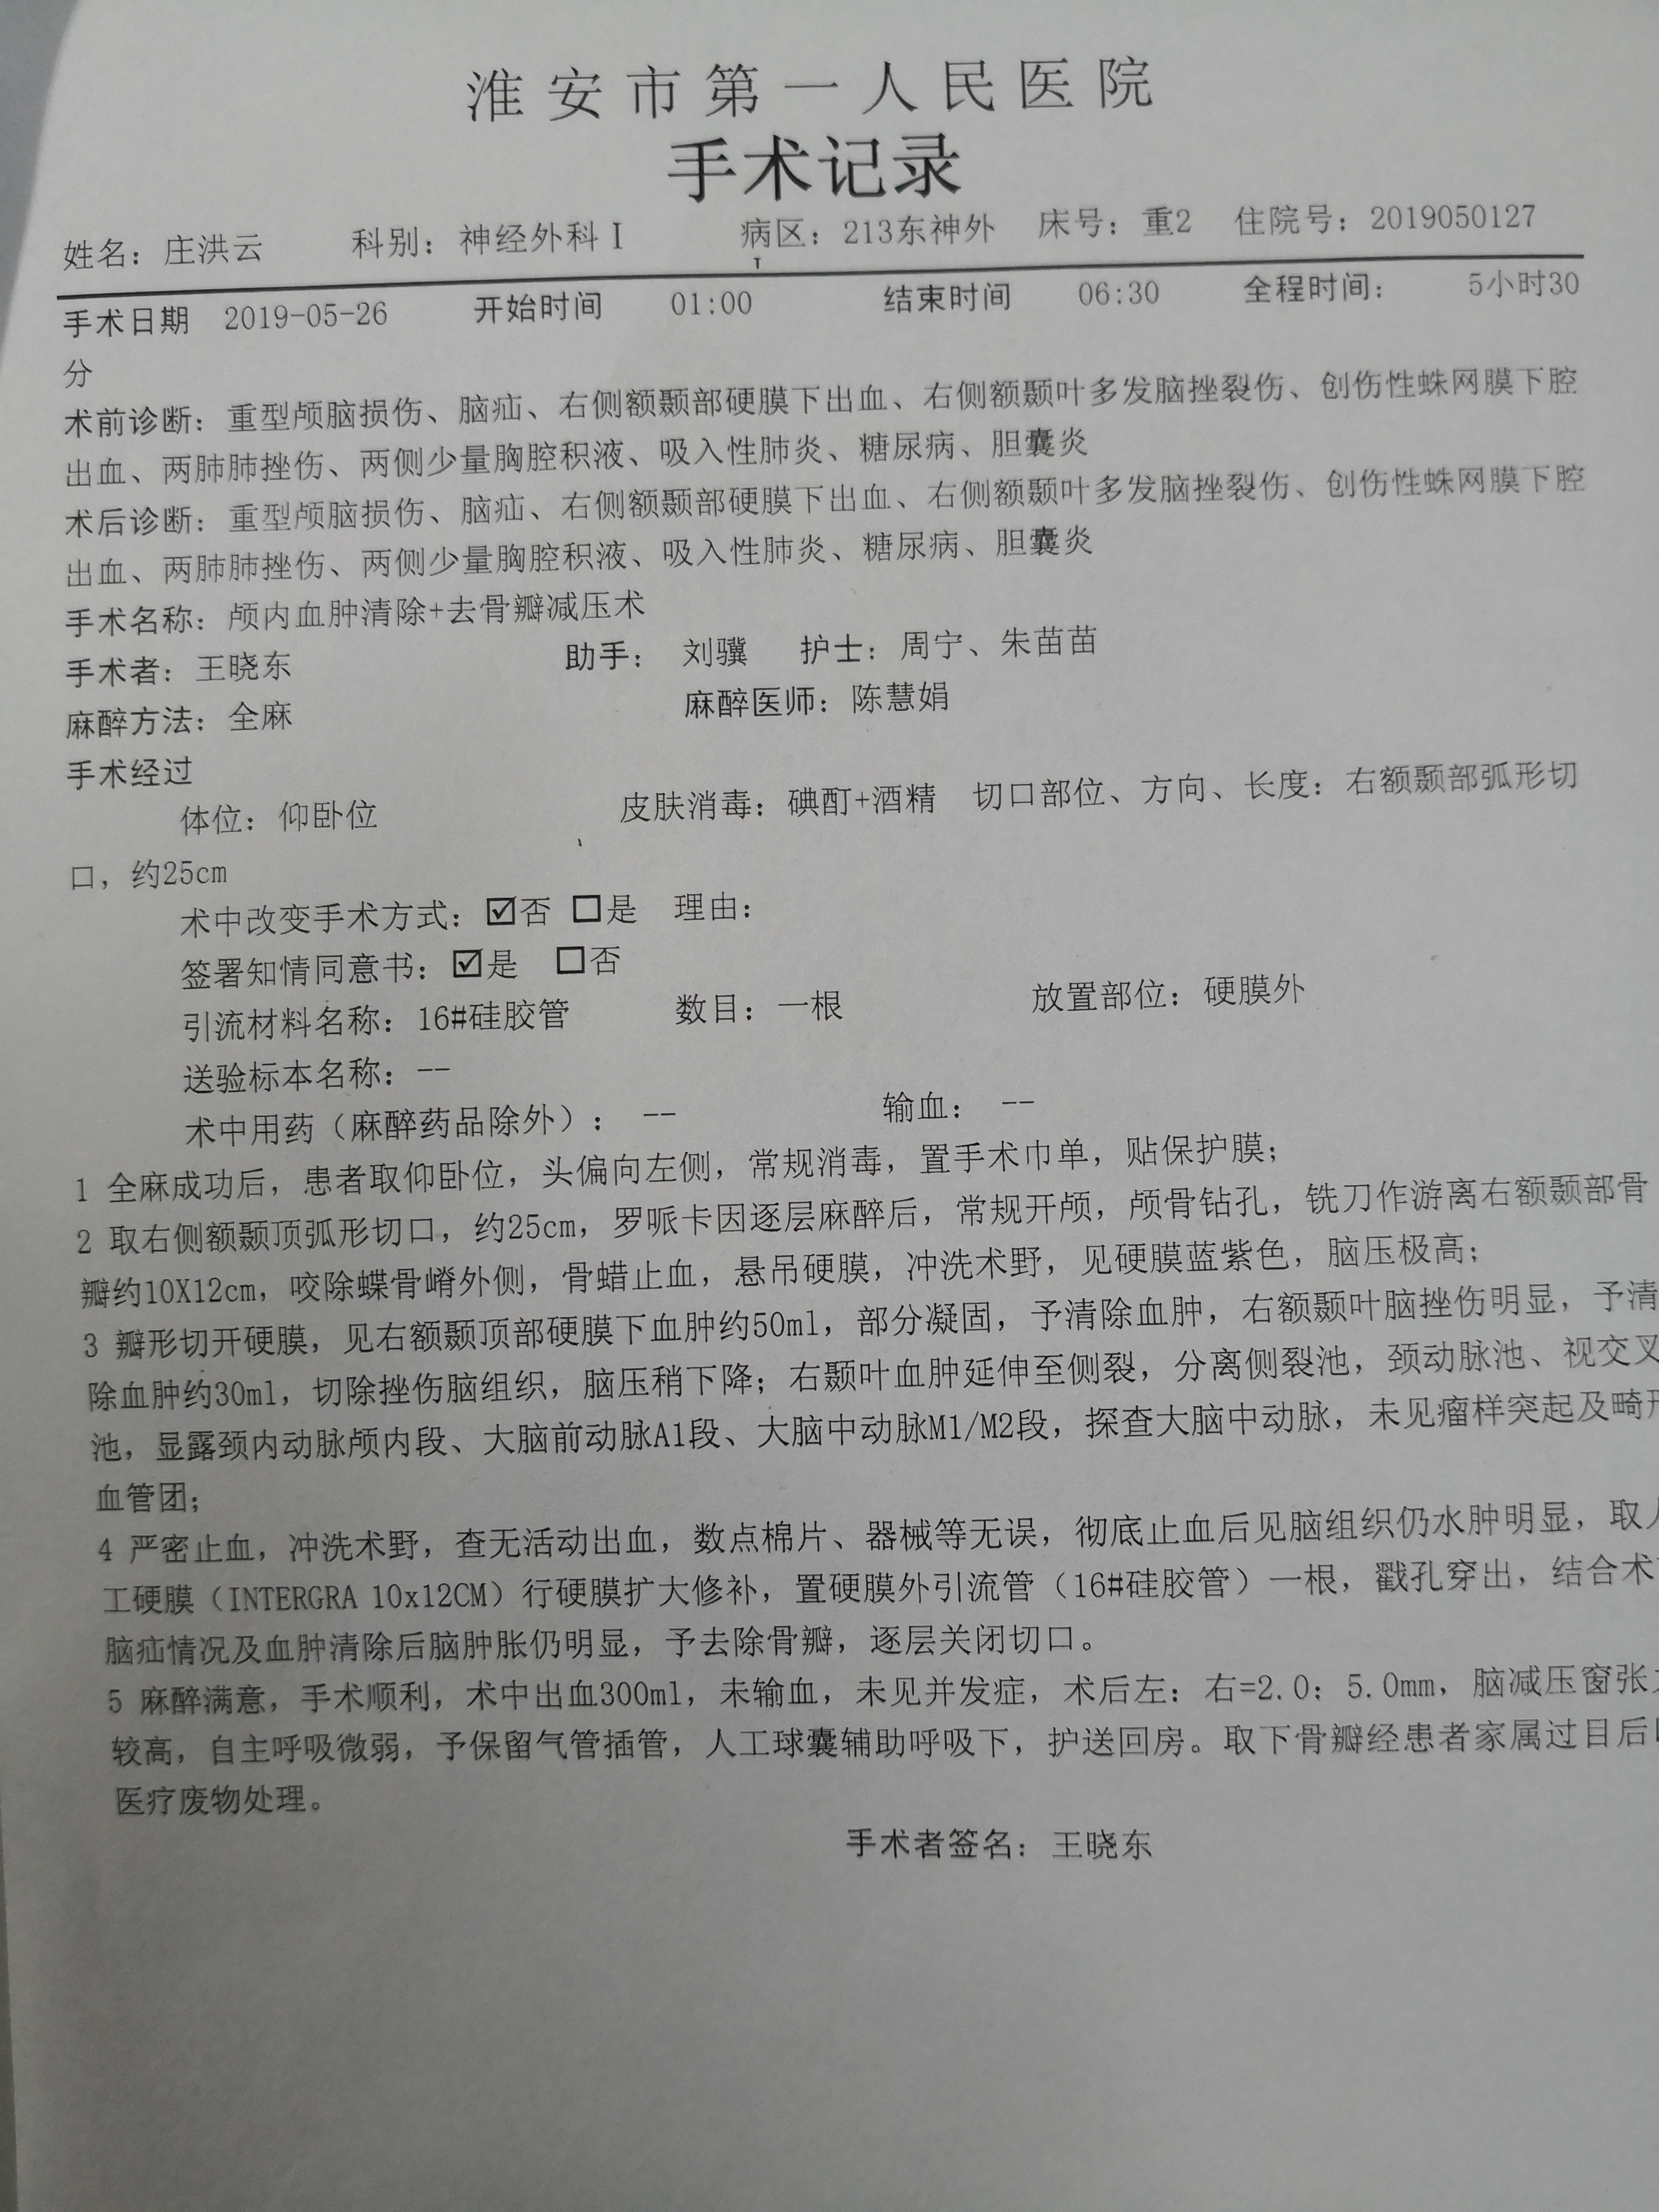 淮安市第一人民医院
手术记录
姓名：庄洪云 科别：神经外科Ⅰ 病区：213东神外 床号：重2 住院号：2019050127
手术日期 2019-05-26 开始时间 01:00 结束时间 06:30 全程时间： 5小时30
分
术前诊断：重型颅脑损伤、脑疝、右侧额颞部硬膜下出血、右侧额颞叶多发脑挫裂伤、创伤性蛛网膜下腔
出血、两肺肺挫伤、两侧少量胸腔积液、吸入性肺炎、糖尿病、胆囊炎
术后诊断：重型颅脑损伤、脑疝、右侧额颞部硬膜下出血、右侧额颞叶多发脑挫裂伤、创伤性蛛网膜下腔
出血、两肺肺挫伤、两侧少量胸腔积液、吸入性肺炎、糖尿病、胆囊炎
手术名称：颅内血肿清除+去骨瓣减压术
手术者：王晓东 助手： 刘骥 护士：周宁、朱苗苗
麻醉方法：全麻 麻醉医师：陈慧娟
手术经过
体位：仰卧位 皮肤消毒：碘酊+酒精 切口部位、方向、长度：右额颞部弧形切
口，约25cm
术中改变手术方式：☑否 □是 理由：
签署知情同意书：☑是 □否
引流材料名称：16#硅胶管 数目：一根 放置部位：硬膜外
送验标本名称：--
术中用药（麻醉药品除外）： -- 输血： --
1 全麻成功后，患者取仰卧位，头偏向左侧，常规消毒，置手术巾单，贴保护膜；
2 取右侧额颞顶弧形切口，约25cm，罗哌卡因逐层麻醉后，常规开颅，颅骨钻孔，铣刀作游离右额颞部骨
瓣约10X12cm，咬除蝶骨嵴外侧，骨蜡止血，悬吊硬膜，冲洗术野，见硬膜蓝紫色，脑压极高；
3 瓣形切开硬膜，见右额颞顶部硬膜下血肿约50ml，部分凝固，予清除血肿，右额颞叶脑挫伤明显，予清
除血肿约30ml，切除挫伤脑组织，脑压稍下降；右颞叶血肿延伸至侧裂，分离侧裂池，颈动脉池、视交叉
池，显露颈内动脉颅内段、大脑前动脉A1段、大脑中动脉M1/M2段，探查大脑中动脉，未见瘤样突起及畸形
血管团；
4 严密止血，冲洗术野，查无活动出血，数点棉片、器械等无误，彻底止血后见脑组织仍水肿明显，取人
工硬膜（INTERGRA 10x12CM）行硬膜扩大修补，置硬膜外引流管（16#硅胶管）一根，戳孔穿出，结合术
脑疝情况及血肿清除后脑肿胀仍明显，予去除骨瓣，逐层关闭切口。
5 麻醉满意，手术顺利，术中出血300ml，未输血，未见并发症，术后左：右=2.0：5.0mm，脑减压窗张
较高，自主呼吸微弱，予保留气管插管，人工球囊辅助呼吸下，护送回房。取下骨瓣经患者家属过目后
医疗废物处理。
手术者签名：王晓东